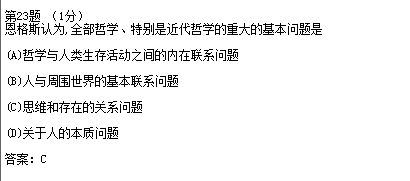 第23题 (1分)
恩格斯认为,全部哲学、特别是近代哲学的重大的基本问题是
(A)哲学与人类生存活动之间的内在联系问题
(B)人与周围世界的基本联系问题
(C)思维和存在的关系问题
(D)关于人的本质问题
答案: C